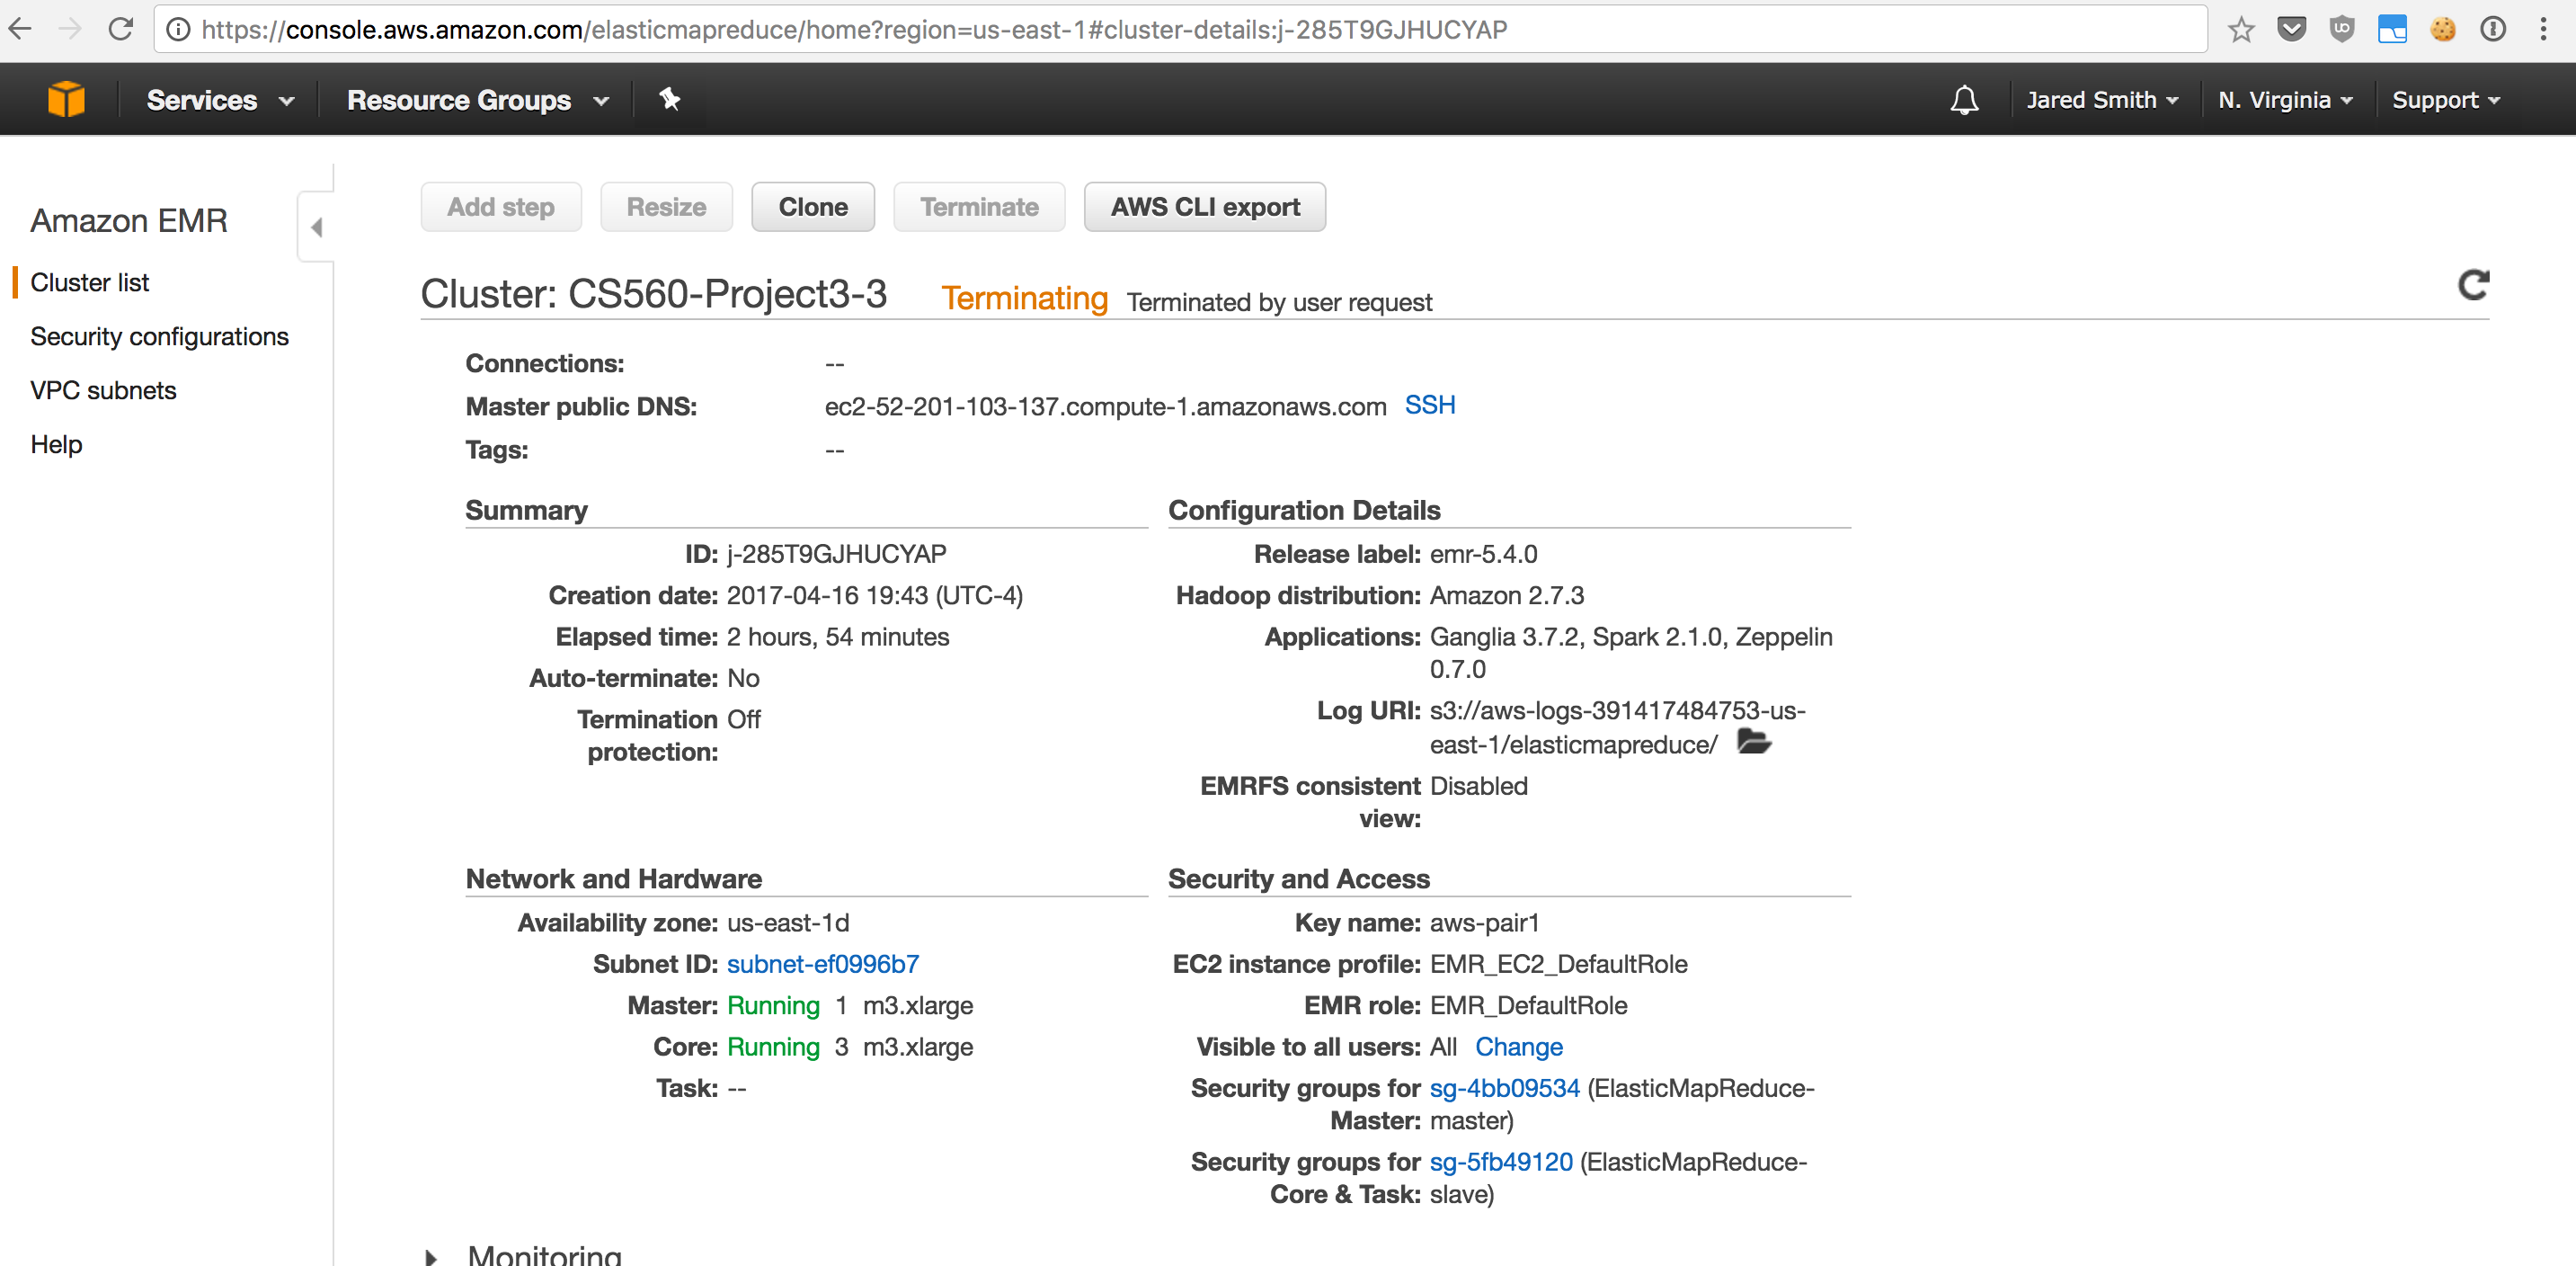 https://console.aws.amazon.com/elasticmapreduce/home?region=us-east-1#cluster-details:j-285T9GJHUCYAP
Services Resource Groups Jared Smith N. Virginia Support
Amazon EMR
Cluster list
Security configurations
VPC subnets
Help
Add step Resize Clone Terminate AWS CLI export
Cluster: CS560-Project3-3 Terminating Terminated by user request
Connections: --
Master public DNS: ec2-52-201-103-137.compute-1.amazonaws.com SSH
Tags: --
Summary
ID: j-285T9GJHUCYAP
Creation date: 2017-04-16 19:43 (UTC-4)
Elapsed time: 2 hours, 54 minutes
Auto-terminate: No
Termination Off
protection:
Configuration Details
Release label: emr-5.4.0
Hadoop distribution: Amazon 2.7.3
Applications: Ganglia 3.7.2, Spark 2.1.0, Zeppelin
0.7.0
Log URI: s3://aws-logs-391417484753-us-
east-1/elasticmapreduce/
EMRFS consistent Disabled
view:
Network and Hardware
Availability zone: us-east-1d
Subnet ID: subnet-ef0996b7
Master: Running 1 m3.xlarge
Core: Running 3 m3.xlarge
Task: --
Security and Access
Key name: aws-pair1
EC2 instance profile: EMR_EC2_DefaultRole
EMR role: EMR_DefaultRole
Visible to all users: All Change
Security groups for sg-4bb09534 (ElasticMapReduce-
Master: master)
Security groups for sg-5fb49120 (ElasticMapReduce-
Core & Task: slave)
Monitoring